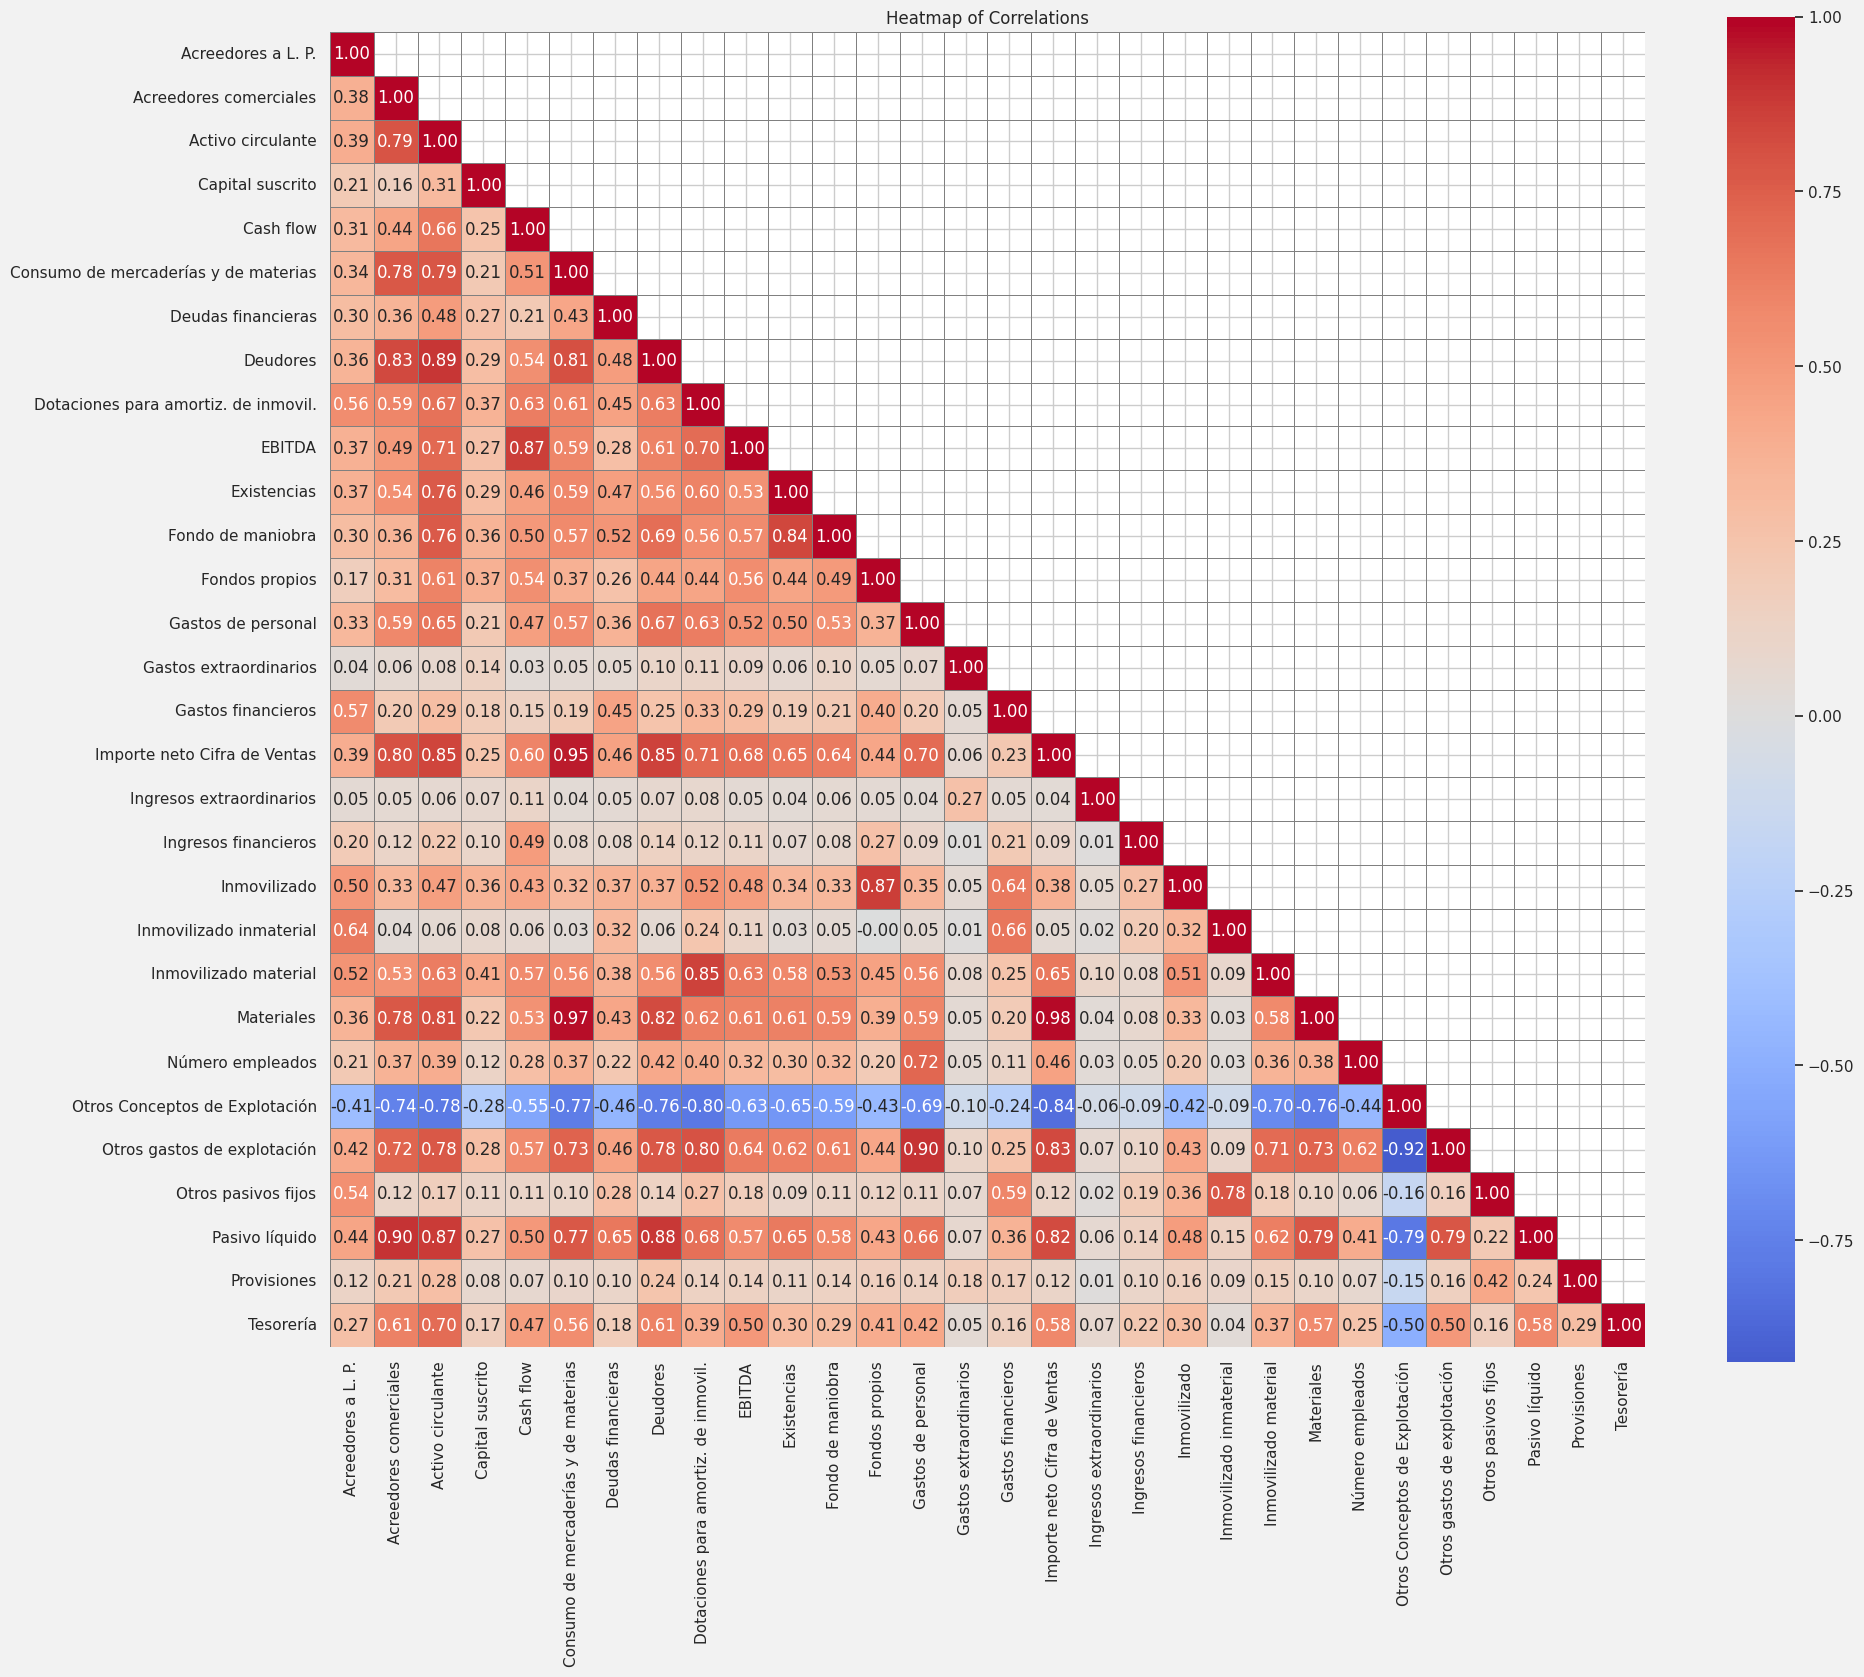 Heatmap of Correlations
Acreedores a L. P. 1.00
Acreedores comerciales 0.38 1.00
Activo circulante 0.39 0.79 1.00
Capital suscrito 0.21 0.16 0.31 1.00
Cash flow 0.31 0.44 0.66 0.25 1.00
Consumo de mercaderías y de materias 0.34 0.78 0.79 0.21 0.51 1.00
Deudas financieras 0.30 0.36 0.48 0.27 0.21 0.43 1.00
Deudores 0.36 0.83 0.89 0.29 0.54 0.81 0.48 1.00
Dotaciones para amortiz. de inmovil. 0.56 0.59 0.67 0.37 0.63 0.61 0.45 0.63 1.00
EBITDA 0.37 0.49 0.71 0.27 0.87 0.59 0.28 0.61 0.70 1.00
Existencias 0.37 0.54 0.76 0.29 0.46 0.59 0.47 0.56 0.60 0.53 1.00
Fondo de maniobra 0.30 0.36 0.76 0.36 0.50 0.57 0.52 0.69 0.56 0.57 0.84 1.00
Fondos propios 0.17 0.31 0.61 0.37 0.54 0.37 0.26 0.44 0.44 0.56 0.44 0.49 1.00
Gastos de personal 0.33 0.59 0.65 0.21 0.47 0.57 0.36 0.67 0.63 0.52 0.50 0.53 0.37 1.00
Gastos extraordinarios 0.04 0.06 0.08 0.14 0.03 0.05 0.05 0.10 0.11 0.09 0.06 0.10 0.05 0.07 1.00
Gastos financieros 0.57 0.20 0.29 0.18 0.15 0.19 0.45 0.25 0.33 0.29 0.19 0.21 0.40 0.20 0.05 1.00
Importe neto Cifra de Ventas 0.39 0.80 0.85 0.25 0.60 0.95 0.46 0.85 0.71 0.68 0.65 0.64 0.44 0.70 0.06 0.23 1.00
Ingresos extraordinarios 0.05 0.05 0.06 0.07 0.11 0.04 0.05 0.07 0.08 0.05 0.04 0.06 0.05 0.04 0.27 0.05 0.04 1.00
Ingresos financieros 0.20 0.12 0.22 0.10 0.49 0.08 0.08 0.14 0.12 0.11 0.07 0.08 0.27 0.09 0.01 0.21 0.09 0.01 1.00
Inmovilizado 0.50 0.33 0.47 0.36 0.43 0.32 0.37 0.37 0.52 0.48 0.34 0.33 0.87 0.35 0.05 0.64 0.38 0.05 0.27 1.00
Inmovilizado inmaterial 0.64 0.04 0.06 0.08 0.06 0.03 0.32 0.06 0.24 0.11 0.03 0.05 -0.00 0.05 0.01 0.66 0.05 0.02 0.20 0.32 1.00
Inmovilizado material 0.52 0.53 0.63 0.41 0.57 0.56 0.38 0.56 0.85 0.63 0.58 0.53 0.45 0.56 0.08 0.25 0.65 0.10 0.08 0.51 0.09 1.00
Materiales 0.36 0.78 0.81 0.22 0.53 0.97 0.43 0.82 0.62 0.61 0.61 0.59 0.39 0.59 0.05 0.20 0.98 0.04 0.08 0.33 0.03 0.58 1.00
Número empleados 0.21 0.37 0.39 0.12 0.28 0.37 0.22 0.42 0.40 0.32 0.30 0.32 0.20 0.72 0.05 0.11 0.46 0.03 0.05 0.20 0.03 0.36 0.38 1.00
Otros Conceptos de Explotación -0.41 -0.74 -0.78 -0.28 -0.55 -0.77 -0.46 -0.76 -0.80 -0.63 -0.65 -0.59 -0.43 -0.69 -0.10 -0.24 -0.84 -0.06 -0.09 -0.42 -0.09 -0.70 -0.76 -0.44 1.00
Otros gastos de explotación 0.42 0.72 0.78 0.28 0.57 0.73 0.46 0.78 0.80 0.64 0.62 0.61 0.44 0.90 0.10 0.25 0.83 0.07 0.10 0.43 0.09 0.71 0.73 0.62 -0.92 1.00
Otros pasivos fijos 0.54 0.12 0.17 0.11 0.11 0.10 0.28 0.14 0.27 0.18 0.09 0.11 0.12 0.11 0.07 0.59 0.12 0.02 0.19 0.36 0.78 0.18 0.10 0.06 -0.16 0.16 1.00
Pasivo líquido 0.44 0.90 0.87 0.27 0.50 0.77 0.65 0.88 0.68 0.57 0.65 0.58 0.43 0.66 0.07 0.36 0.82 0.06 0.14 0.48 0.15 0.62 0.79 0.41 -0.79 0.79 0.22 1.00
Provisiones 0.12 0.21 0.28 0.08 0.07 0.10 0.10 0.24 0.14 0.14 0.11 0.14 0.16 0.14 0.18 0.17 0.12 0.01 0.10 0.16 0.09 0.15 0.10 0.07 -0.15 0.16 0.42 0.24 1.00
Tesorería 0.27 0.61 0.70 0.17 0.47 0.56 0.18 0.61 0.39 0.50 0.30 0.29 0.41 0.42 0.05 0.16 0.58 0.07 0.22 0.30 0.04 0.37 0.57 0.25 -0.50 0.50 0.16 0.58 0.29 1.00
Acreedores a L. P.
Acreedores comerciales
Activo circulante
Capital suscrito
Cash flow
Consumo de mercaderías y de materias
Deudas financieras
Deudores
Dotaciones para amortiz. de inmovil.
EBITDA
Existencias
Fondo de maniobra
Fondos propios
Gastos de personal
Gastos extraordinarios
Gastos financieros
Importe neto Cifra de Ventas
Ingresos extraordinarios
Ingresos financieros
Inmovilizado
Inmovilizado inmaterial
Inmovilizado material
Materiales
Número empleados
Otros Conceptos de Explotación
Otros gastos de explotación
Otros pasivos fijos
Pasivo líquido
Provisiones
Tesorería
1.00
0.75
0.50
0.25
0.00
−0.25
−0.50
−0.75